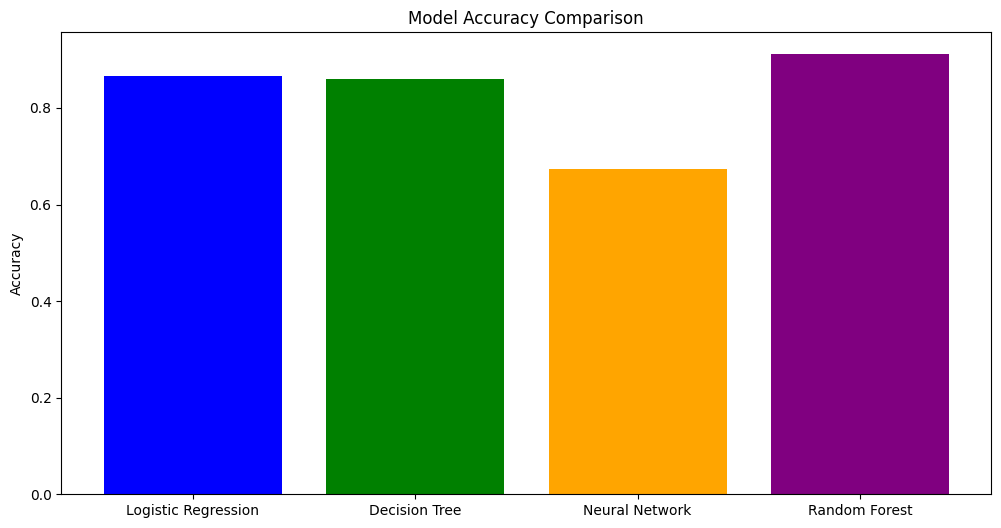 Model Accuracy Comparison
Accuracy
0.8
0.6
0.4
0.2
0.0
Logistic Regression
Decision Tree
Neural Network
Random Forest